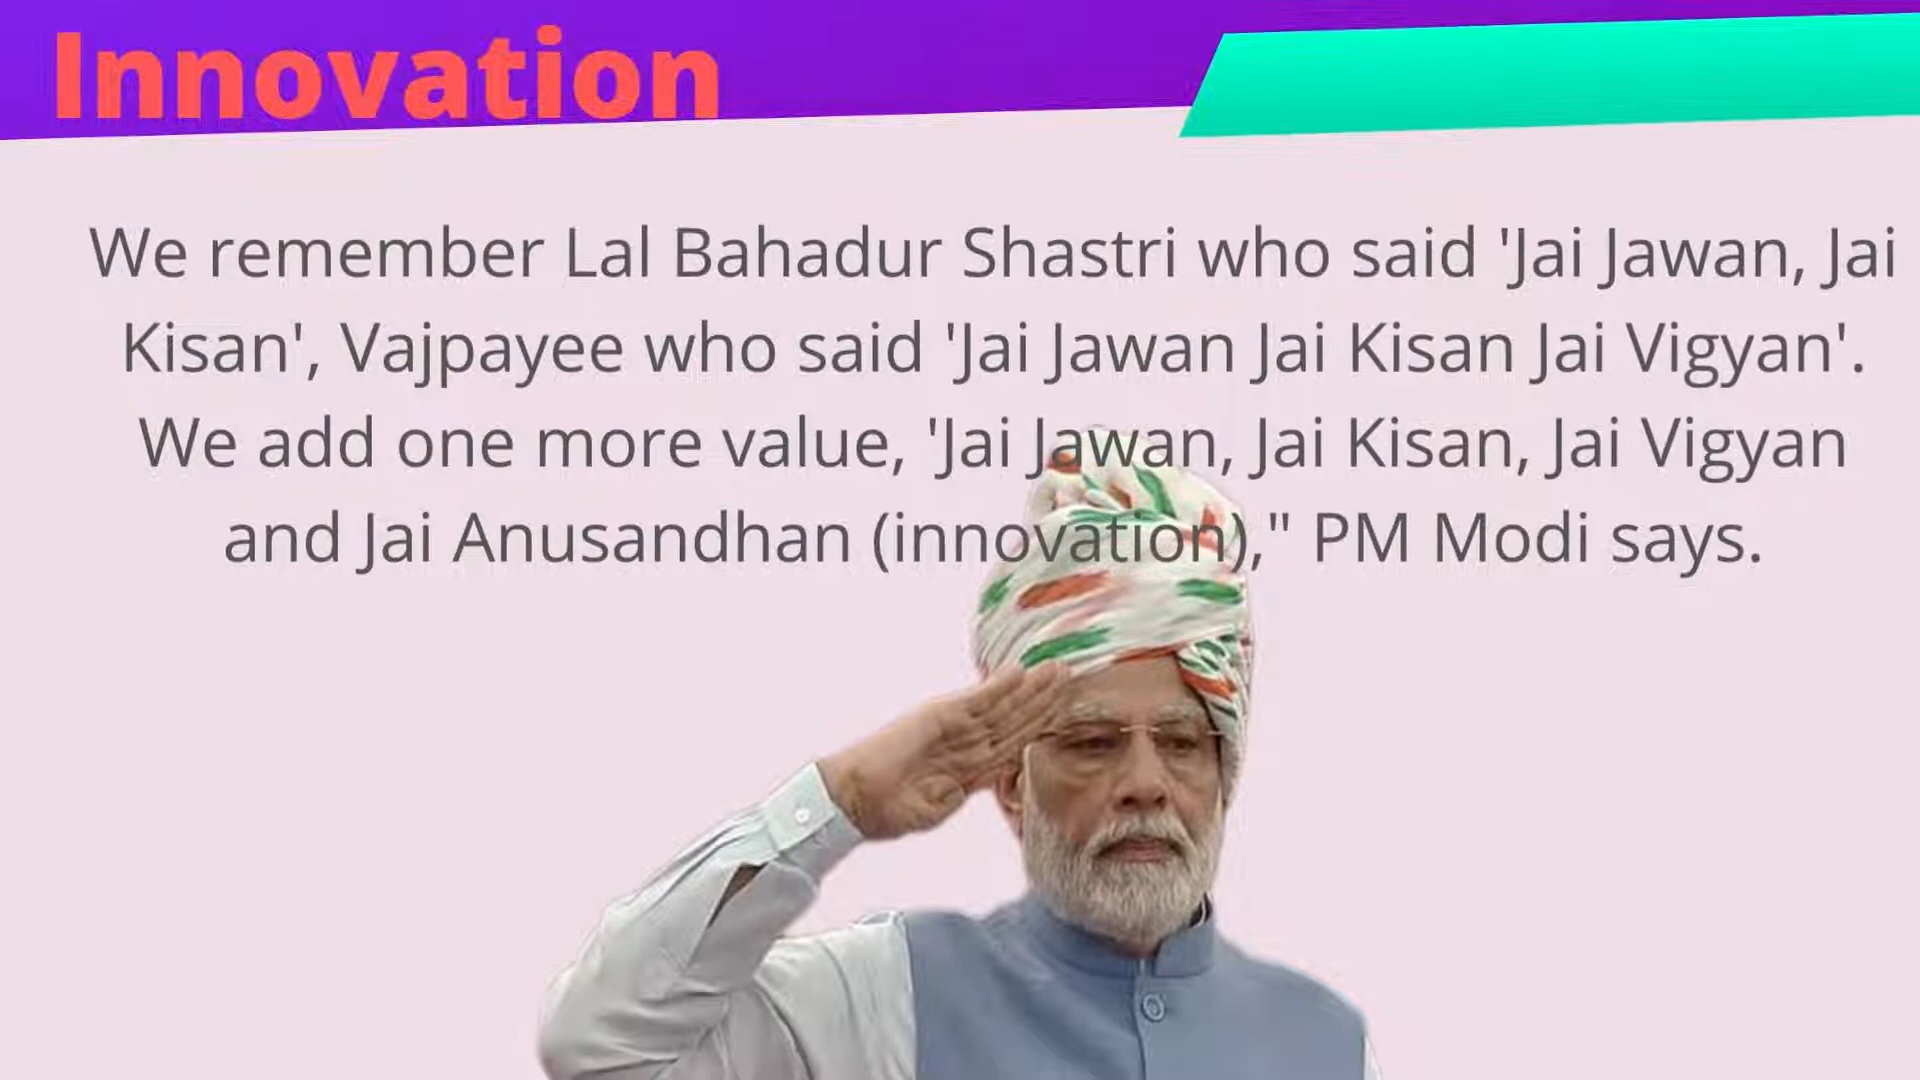 Innovation
We remember Lal Bahadur Shastri who said 'Jai Jawan, Jai
Kisan', Vajpayee who said 'Jai Jawan Jai Kisan Jai Vigyan'.
We add one more value, 'Jai Jawan, Jai Kisan, Jai Vigyan
and Jai Anusandhan (innovation)," PM Modi says.